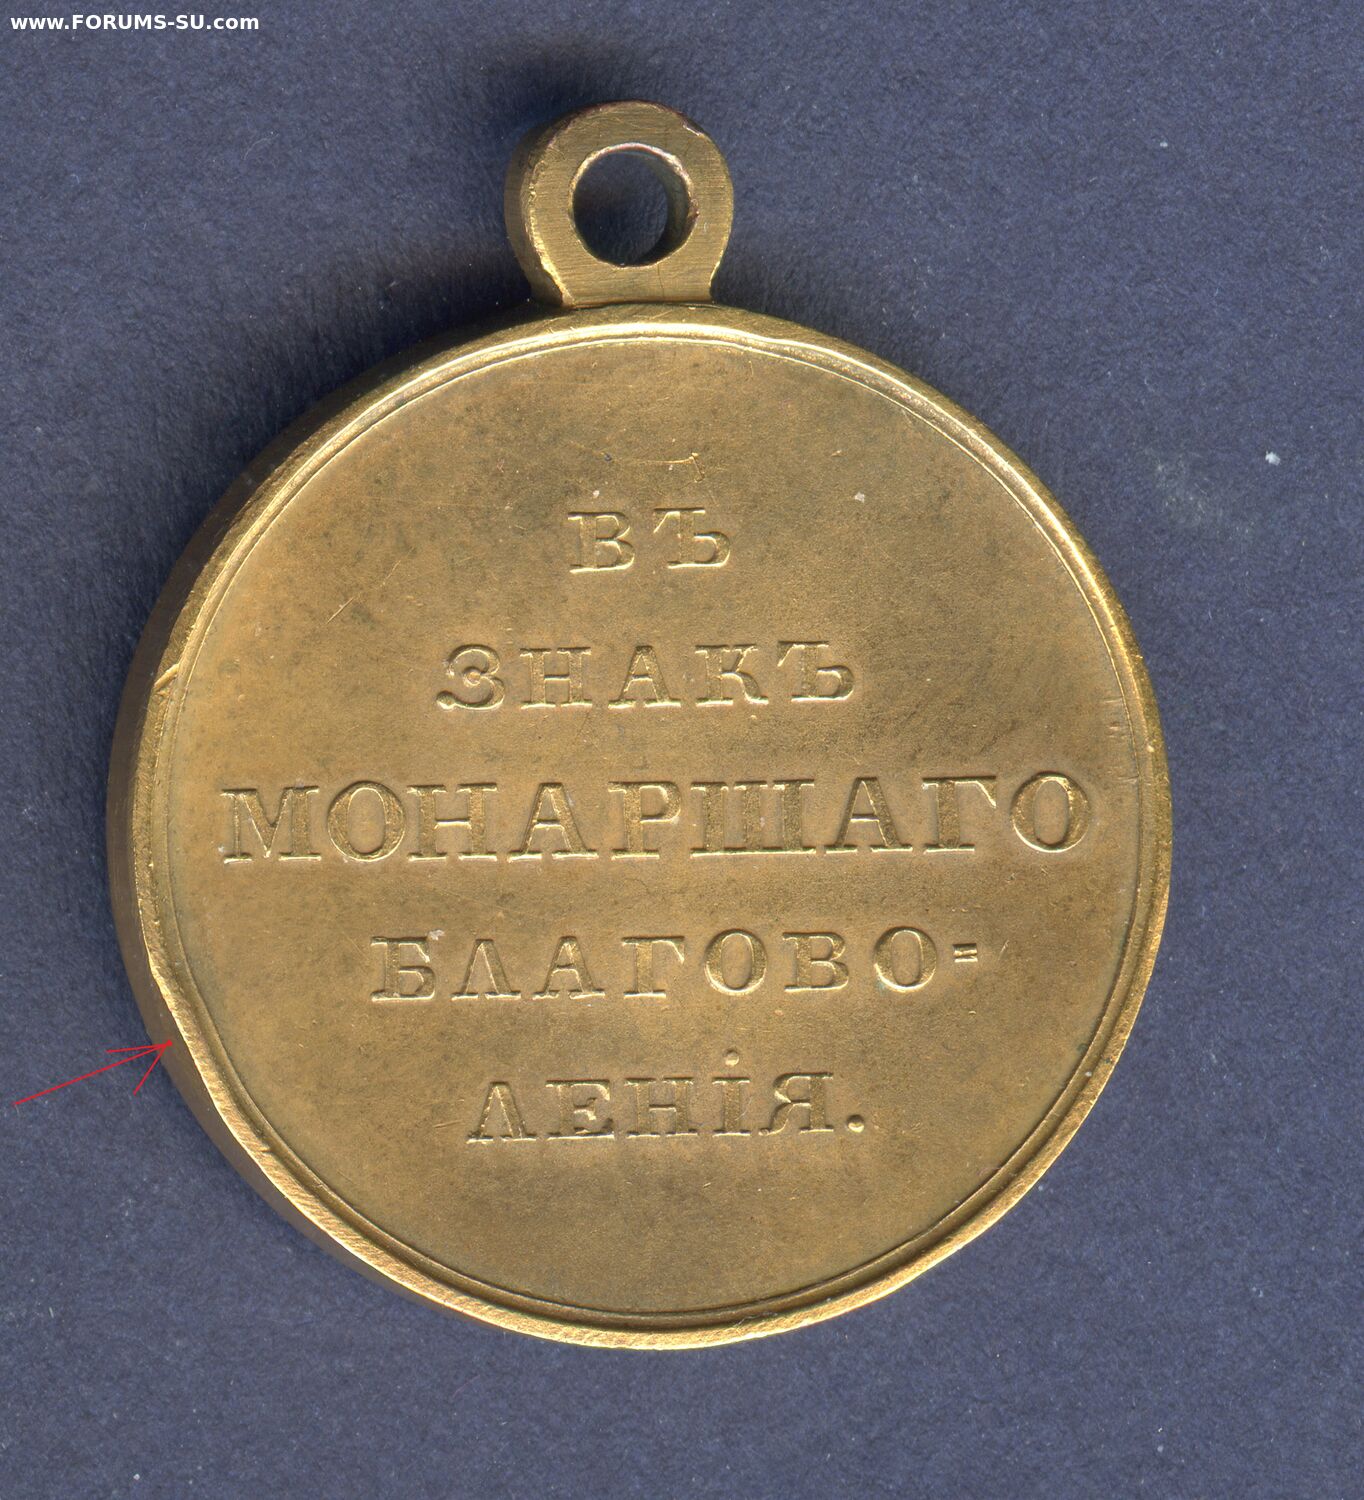 www.FORUMS-SU.com
ВЪ
ЗНАКЪ
МОНАРШАГО
БЛАГОВО=
ЛЕНІЯ.